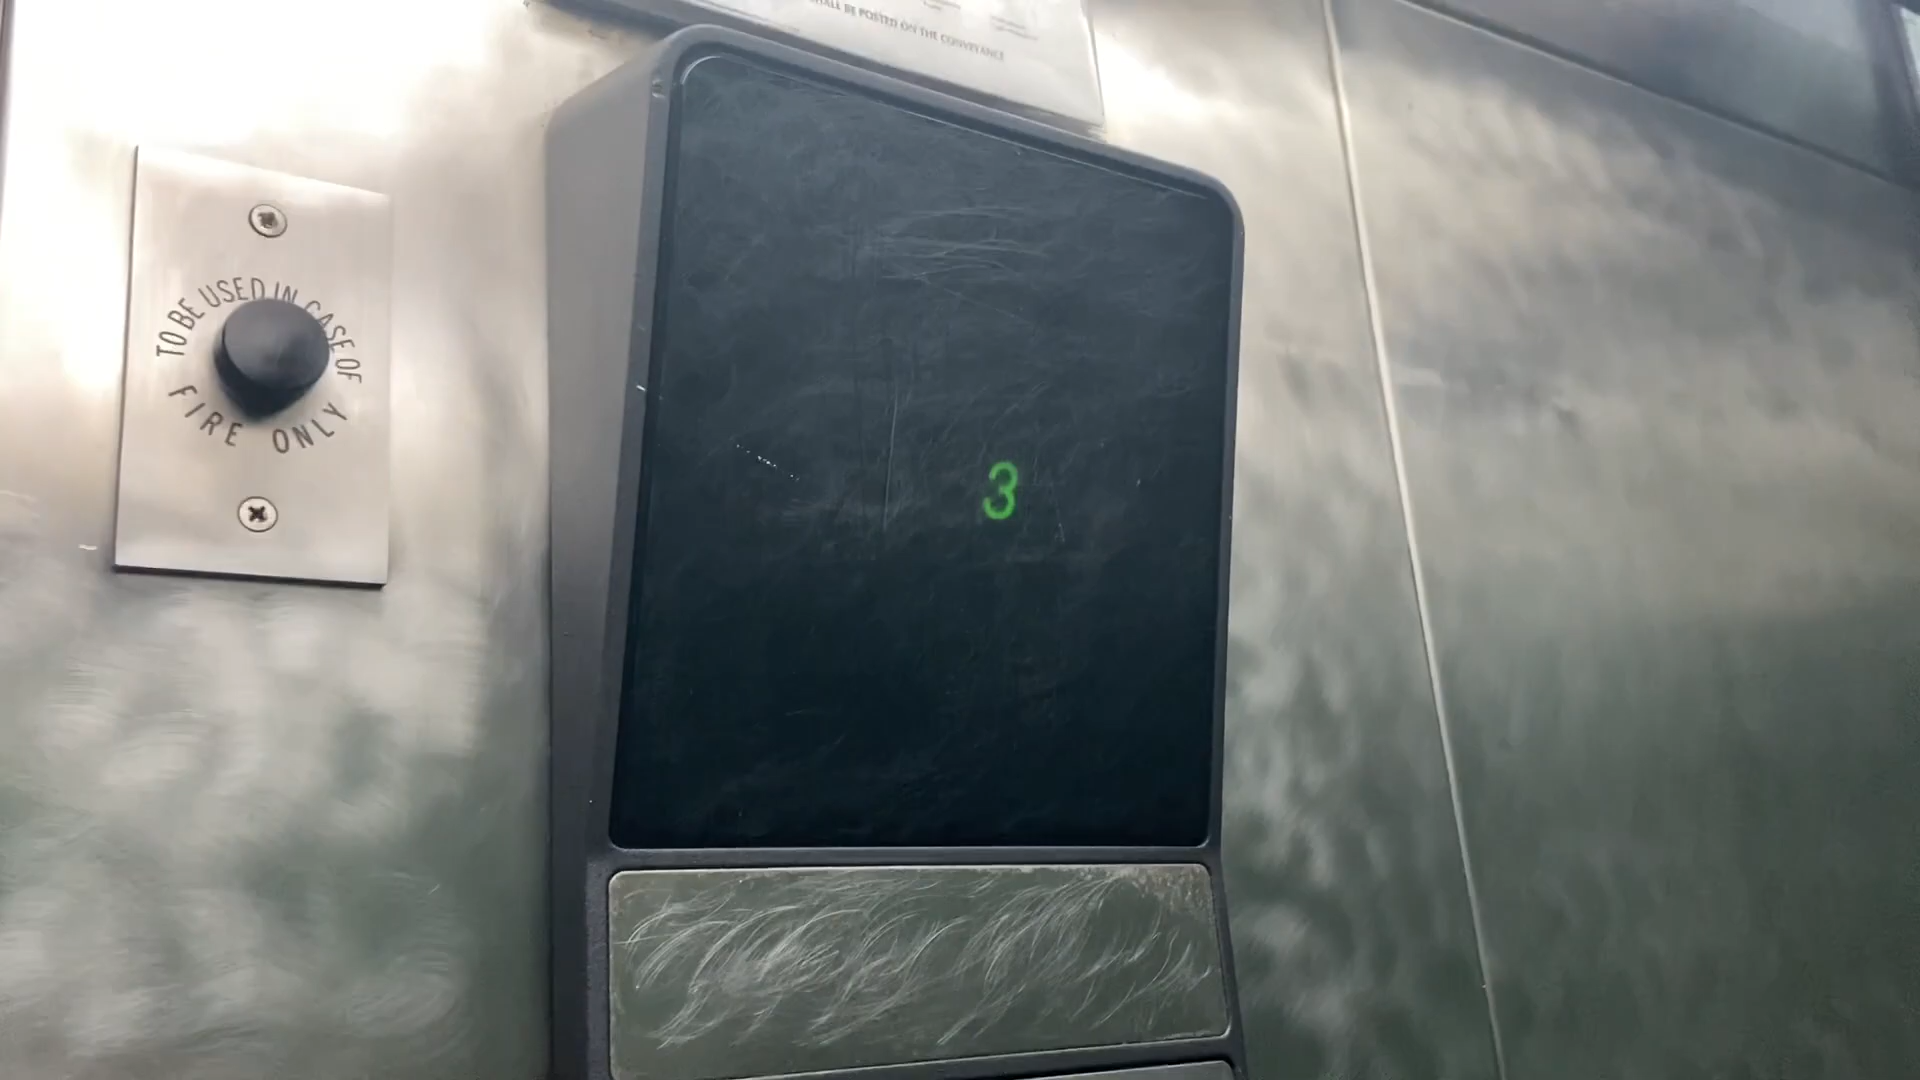 SHALL BE POSTED ON THE CONVEYANCE
TO BE USED IN CASE OF
FIRE ONLY
3